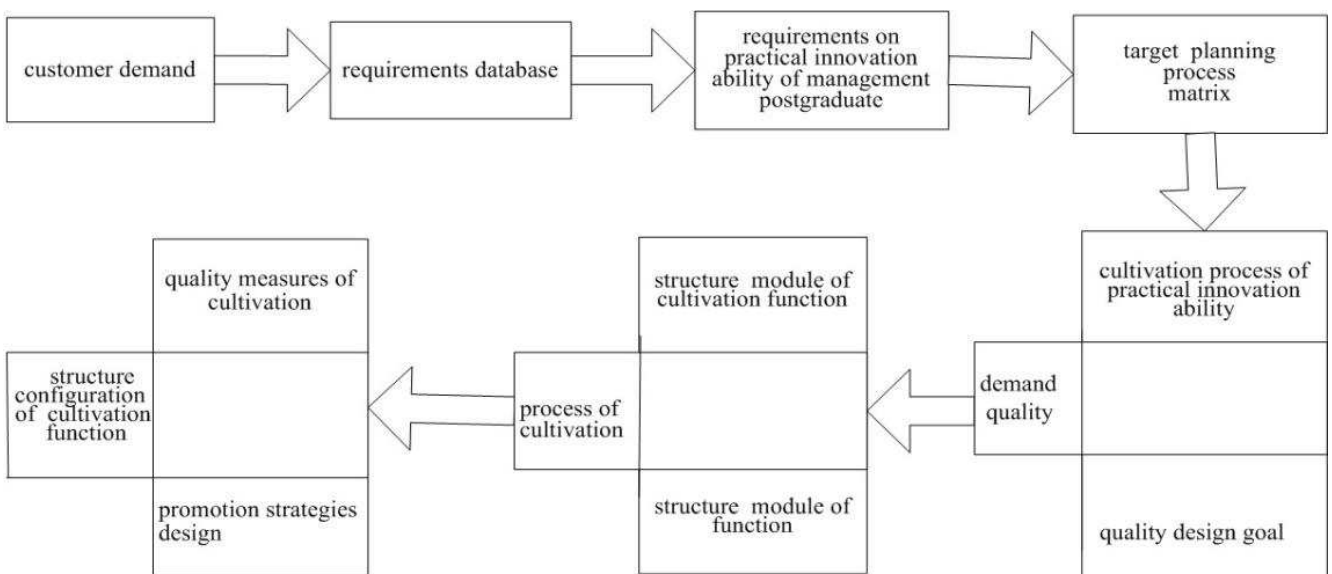 customer demand
requirements database
requirements on
practical innovation
ability of management
postgraduate
target planning
process
matrix
quality measures of
cultivation
structure module of
cultivation function
cultivation process of
practical innovation
ability
structure
configuration
of cultivation
function
process of
cultivation
demand
quality
promotion strategies
design
structure module of
function
quality design goal